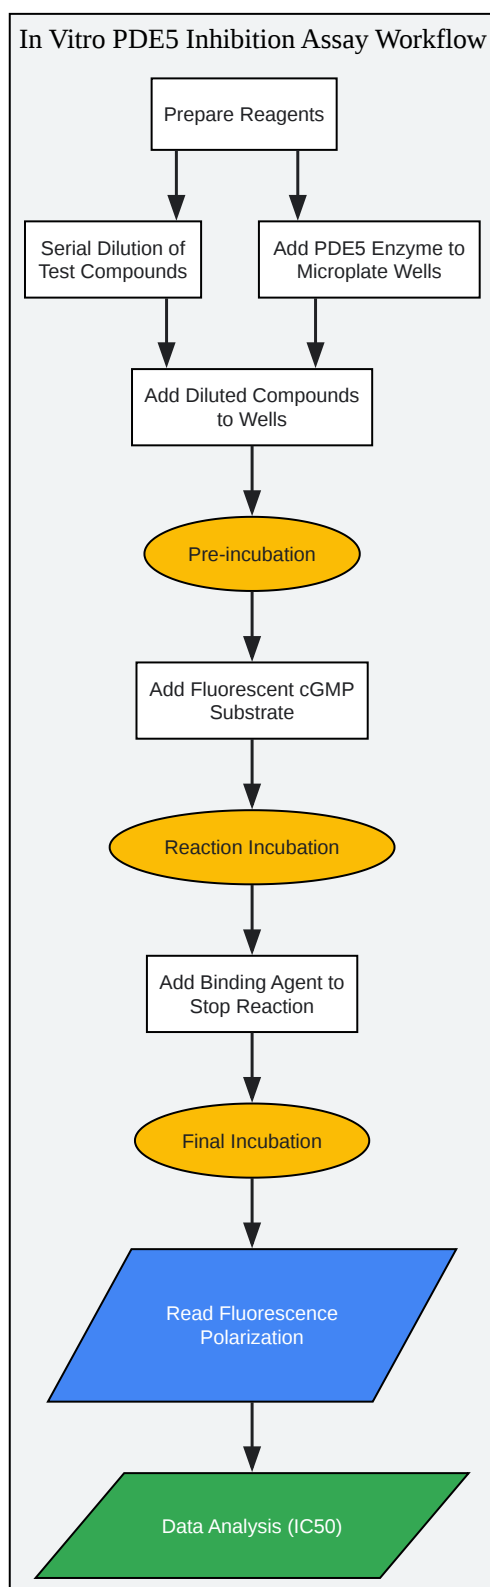 In Vitro PDE5 Inhibition Assay Workflow
Prepare Reagents
Serial Dilution of
Test Compounds
Add PDE5 Enzyme to
Microplate Wells
Add Diluted Compounds
to Wells
Pre-incubation
Add Fluorescent cGMP
Substrate
Reaction Incubation
Add Binding Agent to
Stop Reaction
Final Incubation
Read Fluorescence
Polarization
Data Analysis (IC50)